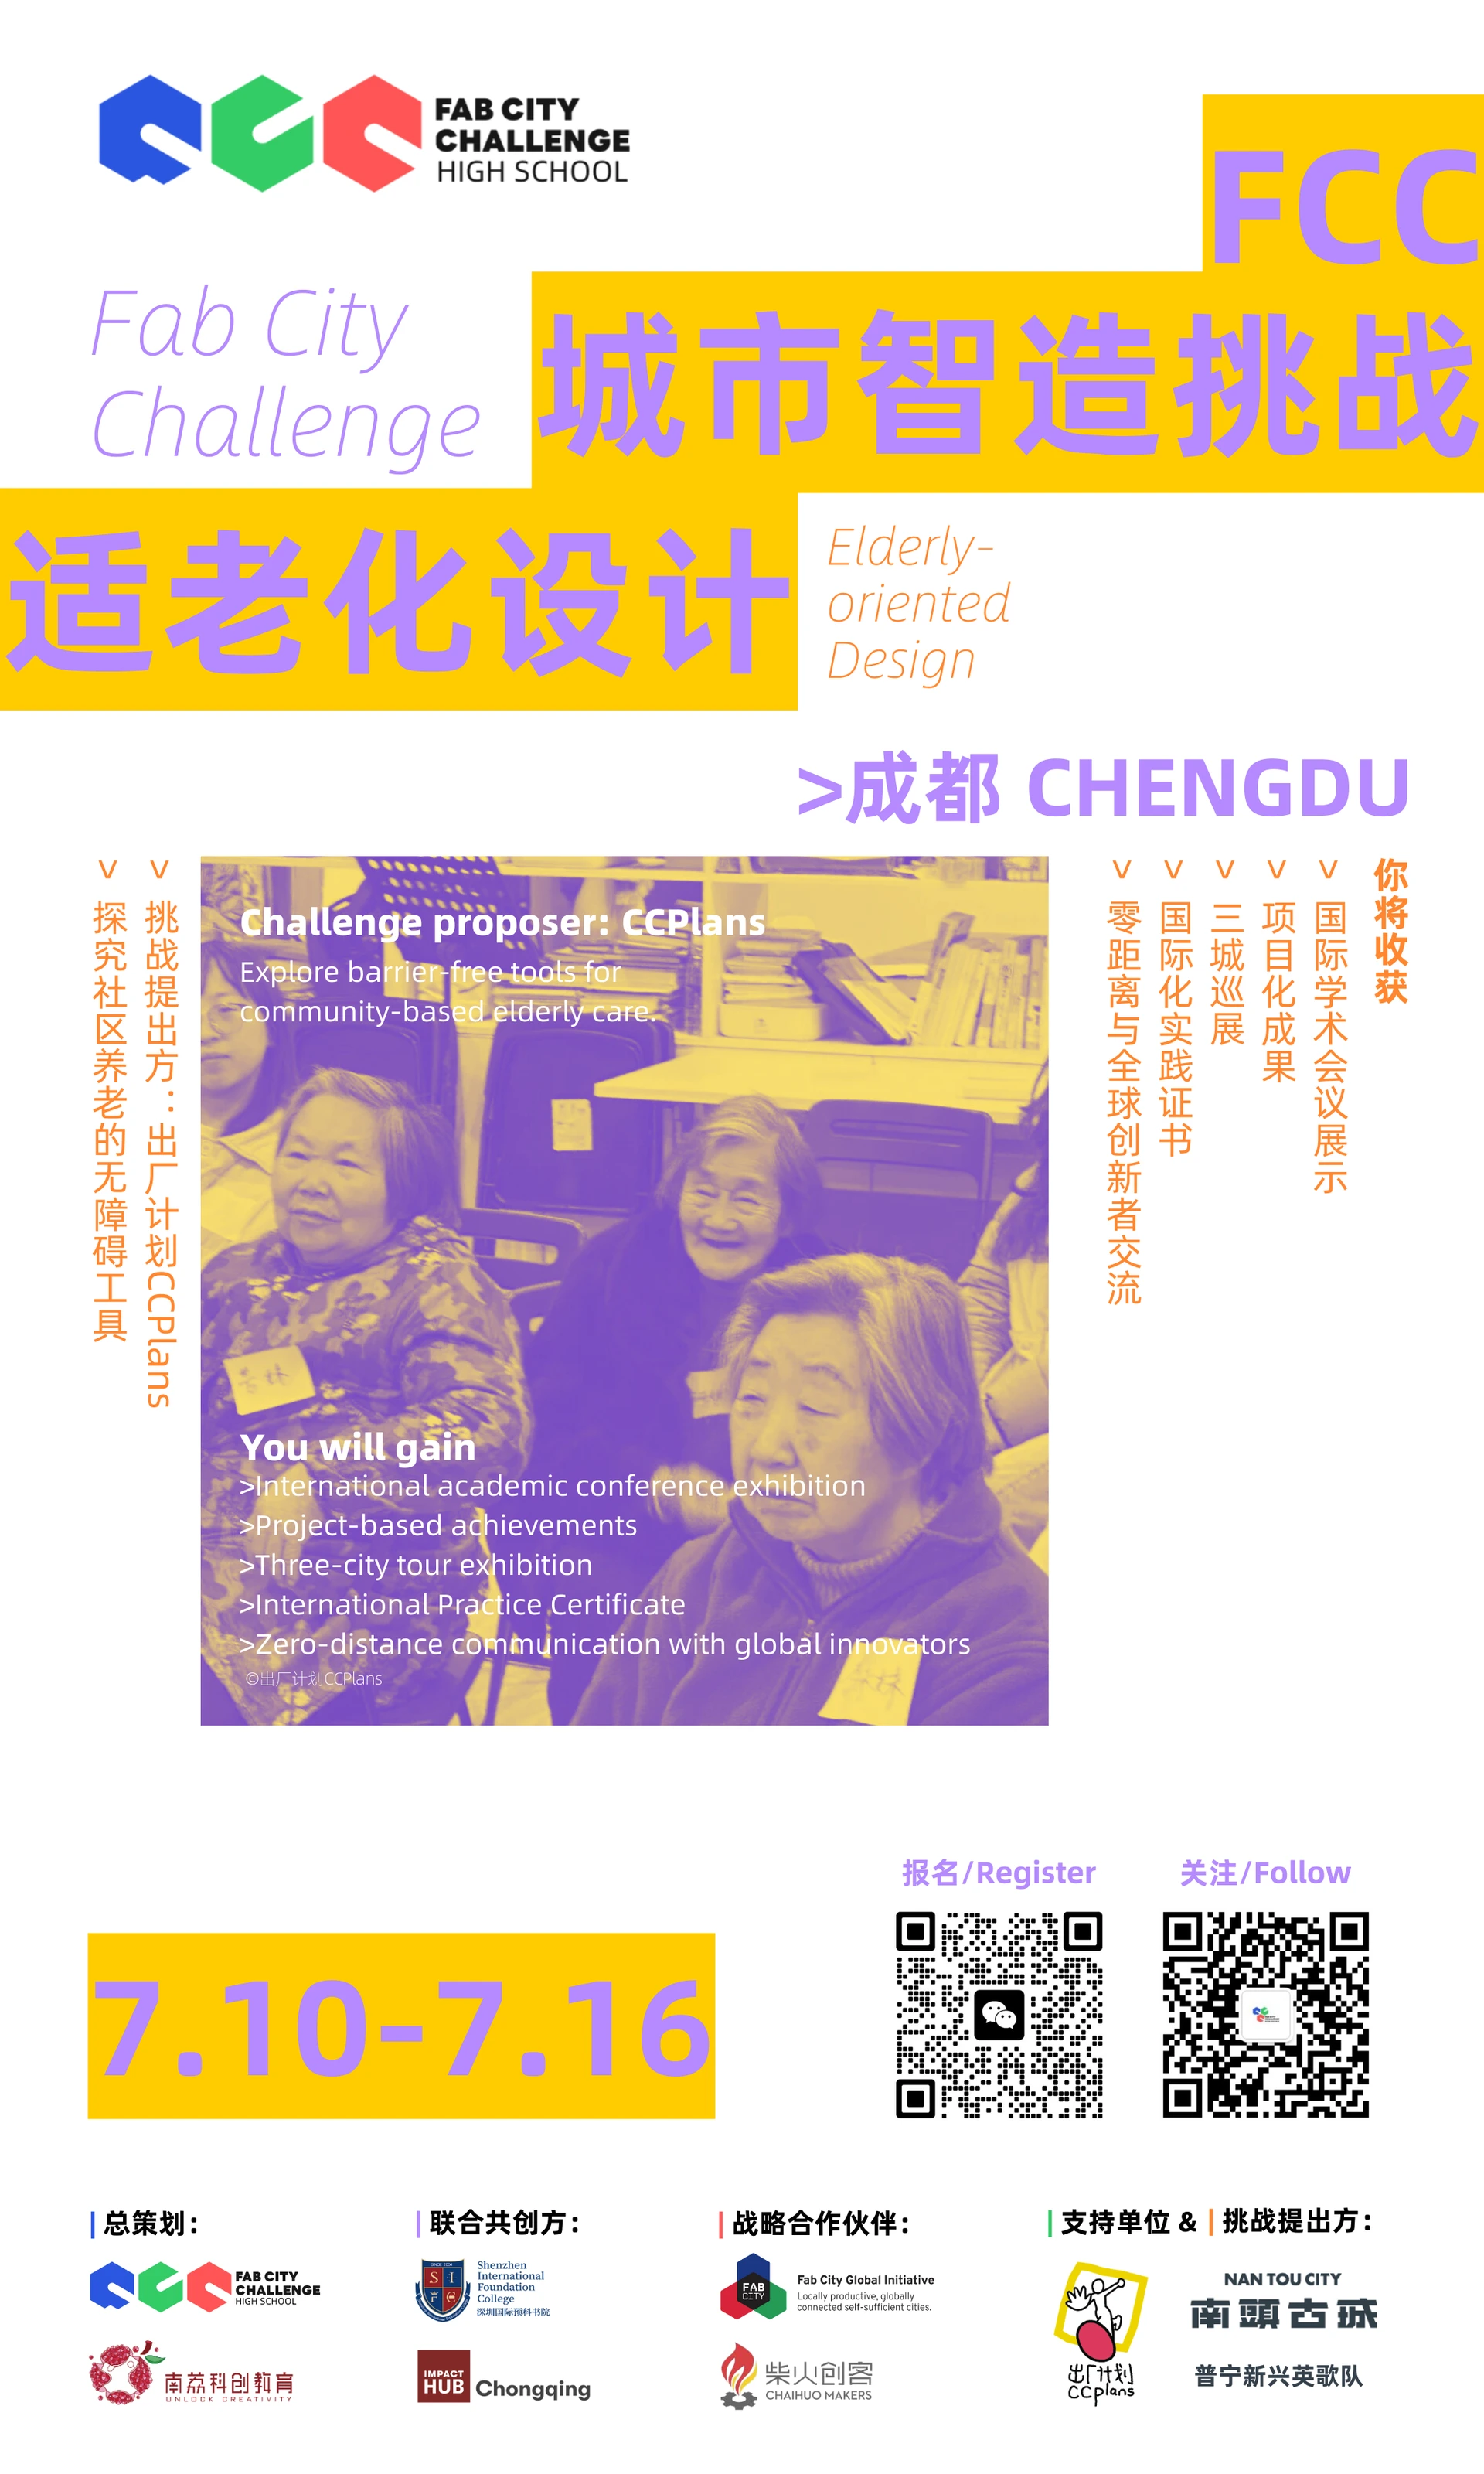 FAB CITY
CHALLENGE
HIGH SCHOOL
FCC
Fab City
Challenge
城市智造挑战
适老化设计
Elderly-
oriented
Design
>成都 CHENGDU
> 挑战提出方：出厂计划CCPlans
> 探究社区养老的无障碍工具
Challenge proposer: CCPlans
Explore barrier-free tools for
community-based elderly care.
You will gain
>International academic conference exhibition
>Project-based achievements
>Three-city tour exhibition
>International Practice Certificate
>Zero-distance communication with global innovators
©出厂计划CCPlans
你将收获
> 国际学术会议展示
> 项目化成果
> 三城巡展
> 国际化实践证书
> 零距离与全球创新者交流
7.10-7.16
报名/Register
关注/Follow
总策划：
FAB CITY
CHALLENGE
HIGH SCHOOL
南荔科创教育
UNLOCK CREATIVITY
联合共创方：
Shenzhen
International
Foundation
College
深圳国际预科书院
IMPACT
HUB
Chongqing
战略合作伙伴：
FAB
CITY
Fab City Global Initiative
Locally productive, globally
connected self-sufficient cities.
柴火创客
CHAIHUO MAKERS
支持单位 & 挑战提出方：
出厂计划
CCplans
NAN TOU CITY
南頭古城
普宁新兴英歌队